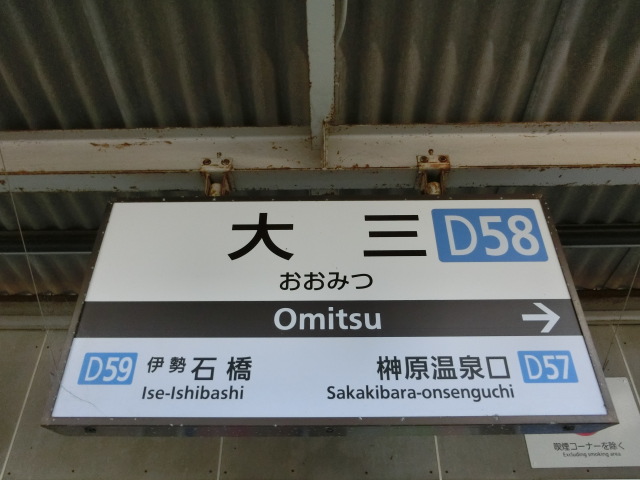 大三 D58
おおみつ
Omitsu →
D59 伊勢石橋 榊原温泉口 D57
Ise-Ishibashi Sakakibara-onsenguchi
喫煙コーナーを除く
Excluding smoking area